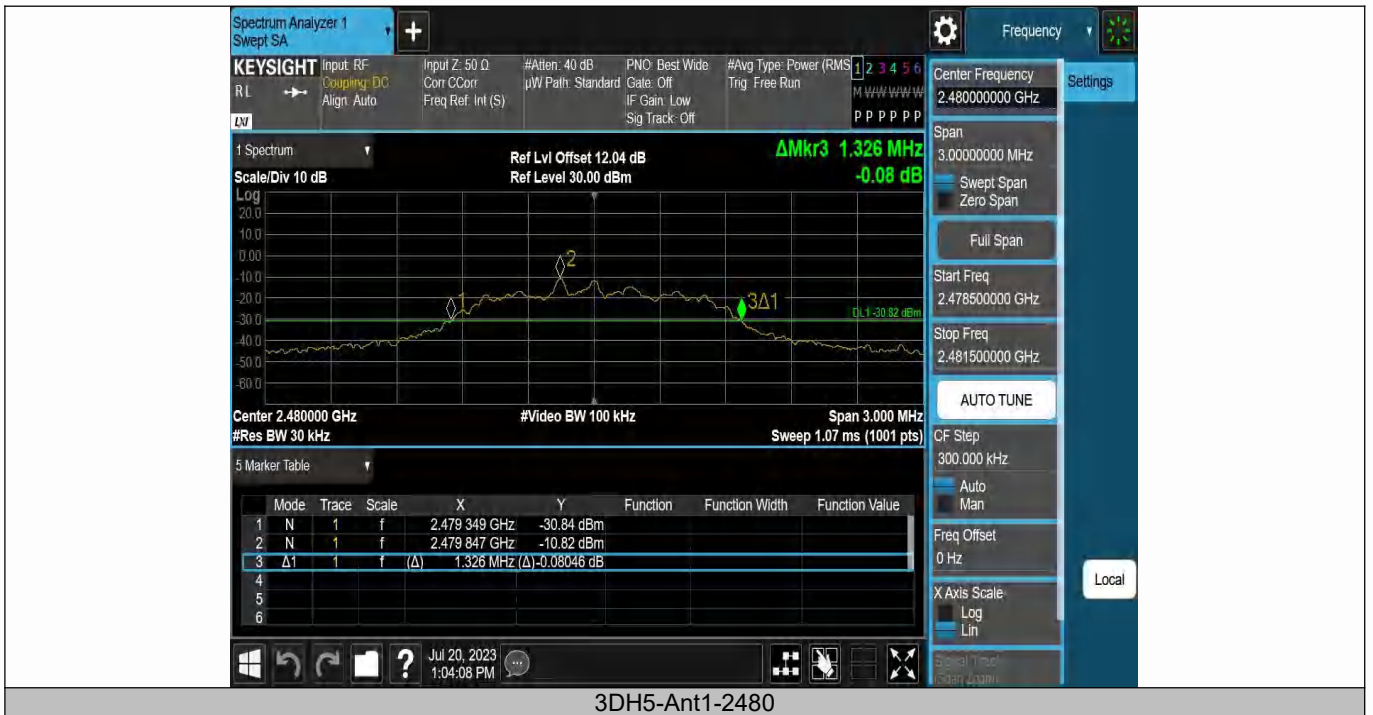 Spectrum Analyzer 1
Swept SA
+
Frequency
KEYSIGHT
RL
LXI
Input: RF
Coupling: DC
Align: Auto
Input Z: 50 Ω
Corr CCorr
Freq Ref: Int (S)
#Atten: 40 dB
µW Path: Standard
PNO: Best Wide
Gate: Off
IF Gain: Low
Sig Track: Off
#Avg Type: Power (RMS
Trig: Free Run
1 2 3 4 5 6
M W W W W W
P P P P P P
1 Spectrum
Scale/Div 10 dB
Ref Lvl Offset 12.04 dB
Ref Level 30.00 dBm
ΔMkr3 1.326 MHz
-0.08 dB
Log
20.0
10.0
0.00
-10.0
-20.0
-30.0
-40.0
-50.0
-60.0
1
2
3Δ1
DL1 -30.82 dBm
Center 2.480000 GHz
#Video BW 100 kHz
Span 3.000 MHz
#Res BW 30 kHz
Sweep 1.07 ms (1001 pts)
5 Marker Table
Mode Trace Scale X Y Function Function Width Function Value
1 N 1 f 2.479 349 GHz -30.84 dBm
2 N 1 f 2.479 847 GHz -10.82 dBm
3 Δ1 1 f (Δ) 1.326 MHz (Δ) -0.08046 dB
4
5
6
?
Jul 20, 2023
1:04:08 PM
Center Frequency
2.480000000 GHz
Settings
Span
3.00000000 MHz
Swept Span
Zero Span
Full Span
Start Freq
2.478500000 GHz
Stop Freq
2.481500000 GHz
AUTO TUNE
CF Step
300.000 kHz
Auto
Man
Freq Offset
0 Hz
X Axis Scale
Log
Lin
Signal Track
(Span Zoom)
Local
3DH5-Ant1-2480